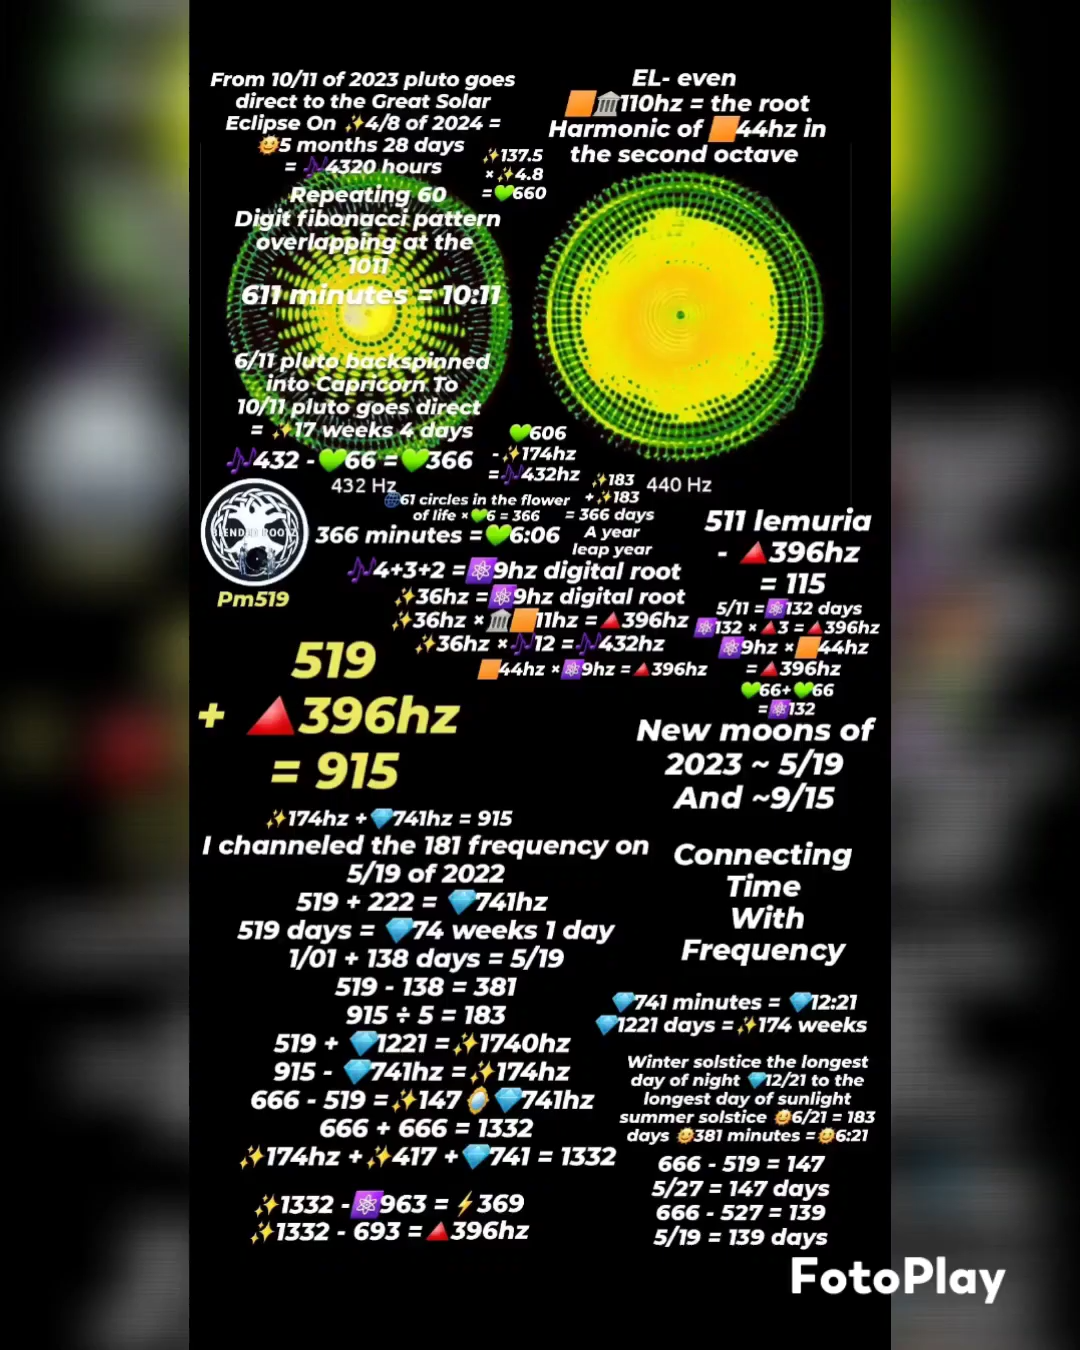 From 10/11 of 2023 pluto goes
direct to the Great Solar
Eclipse On ✨4/8 of 2024 =
🌞5 months 28 days
= 🎶4320 hours
Repeating 60
Digit fibonacci pattern
overlapping at the
1011
611 minutes = 10:11
6/11 pluto backspinned
into Capricorn To
10/11 pluto goes direct
= ✨17 weeks 4 days
🎶432 - 💚66 = 💚366
432 Hz
✨137.5
× ✨4.8
= 💚660
EL- even
🟧🏛110hz = the root
Harmonic of 🟧44hz in
the second octave
💚606
- ✨174hz
= 🎶432hz
✨183
+ ✨183
= 366 days
A year
leap year
440 Hz
🌐61 circles in the flower
of life × 💚6 = 366
366 minutes = 💚6:06
BLENDED ROOTZ
Pm519
🎶4+3+2 = ⚛9hz digital root
✨36hz = ⚛9hz digital root
✨36hz × 🏛🟧11hz = 🔺396hz
✨36hz × 🎶12 = 🎶432hz
🟧44hz × ⚛9hz = 🔺396hz
511 lemuria
- 🔺396hz
= 115
5/11 = ⚛132 days
⚛132 × 🔺3 = 🔺396hz
⚛9hz × 🟧44hz
= 🔺396hz
💚66+ 💚66
= ⚛132
519
+ 🔺396hz
= 915
New moons of
2023 ~ 5/19
And ~9/15
✨174hz + 💎741hz = 915
I channeled the 181 frequency on
5/19 of 2022
519 + 222 = 💎741hz
519 days = 💎74 weeks 1 day
1/01 + 138 days = 5/19
519 - 138 = 381
915 ÷ 5 = 183
519 + 💎1221 = ✨1740hz
915 - 💎741hz = ✨174hz
666 - 519 = ✨147🪞💎741hz
666 + 666 = 1332
✨174hz + ✨417 + 💎741 = 1332
✨1332 - ⚛963 = ⚡369
✨1332 - 693 = 🔺396hz
Connecting
Time
With
Frequency
💎741 minutes = 💎12:21
💎1221 days = ✨174 weeks
Winter solstice the longest
day of night 💎12/21 to the
longest day of sunlight
summer solstice 🌞6/21 = 183
days 🌞381 minutes = 🌞6:21
666 - 519 = 147
5/27 = 147 days
666 - 527 = 139
5/19 = 139 days
FotoPlay